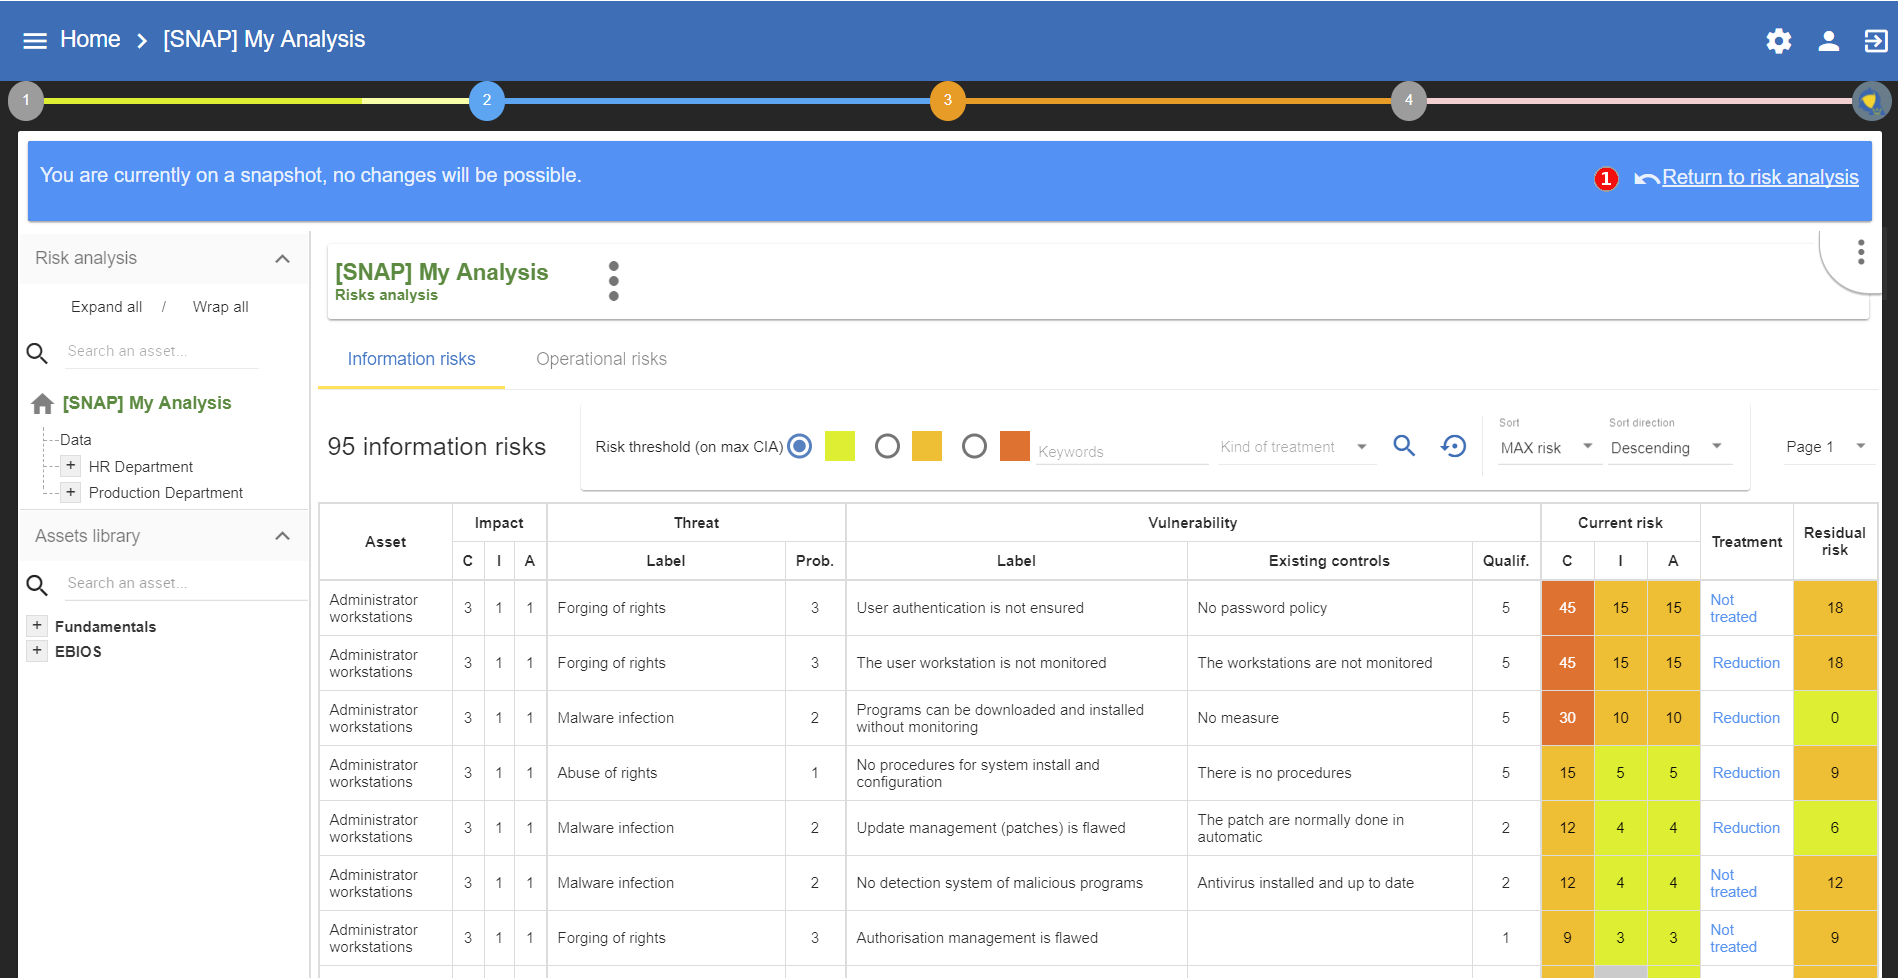 Home > [SNAP] My Analysis
1
2
3
4
You are currently on a snapshot, no changes will be possible.
1 Return to risk analysis
Risk analysis
Expand all / Wrap all
Search an asset...
[SNAP] My Analysis
Data
+ HR Department
+ Production Department
Assets library
Search an asset...
+ Fundamentals
+ EBIOS
[SNAP] My Analysis
Risks analysis
Information risks Operational risks
95 information risks
Risk threshold (on max CIA) Keywords Kind of treatment
Sort Sort direction
MAX risk Descending
Page 1
Asset Impact Threat Vulnerability Current risk Treatment Residual risk
C I A Label Prob. Label Existing controls Qualif. C I A
Administrator workstations 3 1 1 Forging of rights 3 User authentication is not ensured No password policy 5 45 15 15 Not treated 18
Administrator workstations 3 1 1 Forging of rights 3 The user workstation is not monitored The workstations are not monitored 5 45 15 15 Reduction 18
Administrator workstations 3 1 1 Malware infection 2 Programs can be downloaded and installed without monitoring No measure 5 30 10 10 Reduction 0
Administrator workstations 3 1 1 Abuse of rights 1 No procedures for system install and configuration There is no procedures 5 15 5 5 Reduction 9
Administrator workstations 3 1 1 Malware infection 2 Update management (patches) is flawed The patch are normally done in automatic 2 12 4 4 Reduction 6
Administrator workstations 3 1 1 Malware infection 2 No detection system of malicious programs Antivirus installed and up to date 2 12 4 4 Not treated 12
Administrator workstations 3 1 1 Forging of rights 3 Authorisation management is flawed 1 9 3 3 Not treated 9